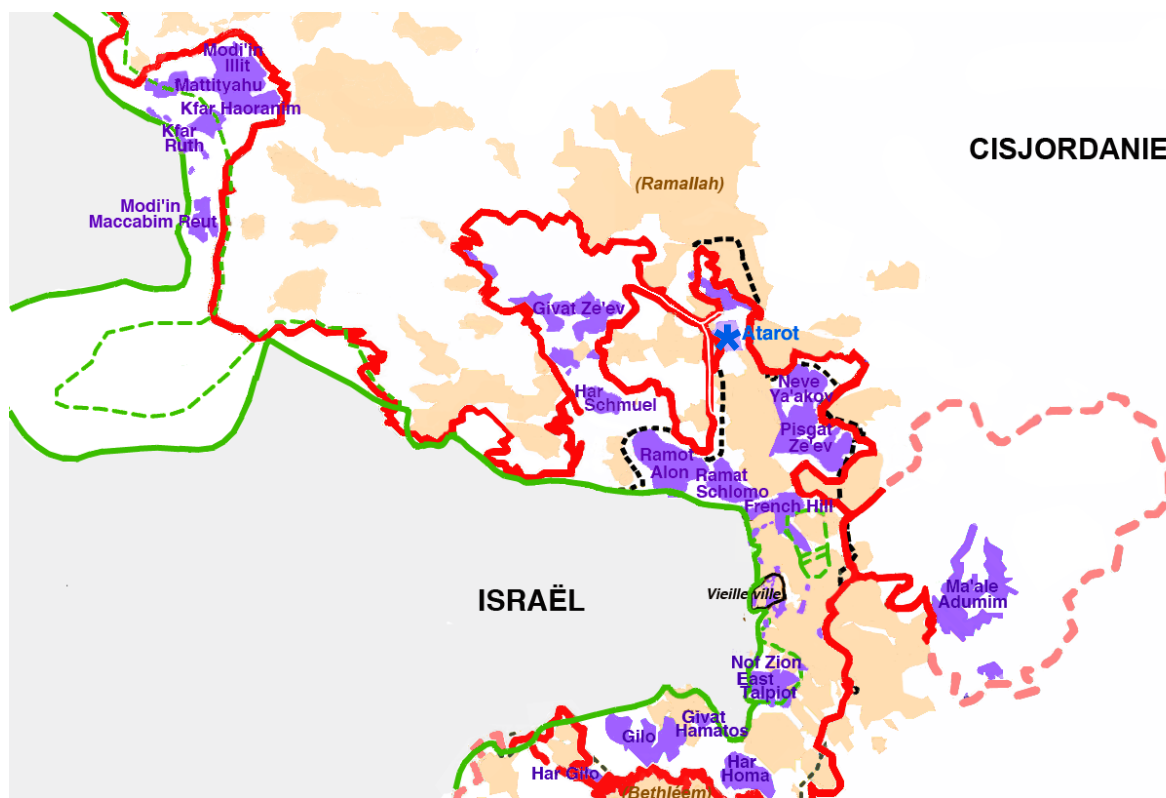 Modi'in
Illit
Mattityahu
Kfar Haoranim
Kfar
Ruth
Modi'in
Maccabim Reut
CISJORDANIE
(Ramallah)
Givat Ze'ev
Atarot
Har
Schmuel
Neve
Ya'akov
Pisgat
Ze'ev
Ramot
Alon
Ramat
Schlomo
French Hill
ISRAËL
Vieille ville
Ma'ale
Adumim
Nof Zion
East
Talpiot
Givat
Hamatos
Gilo
Har Gilo
Har
Homa
(Bethléem)